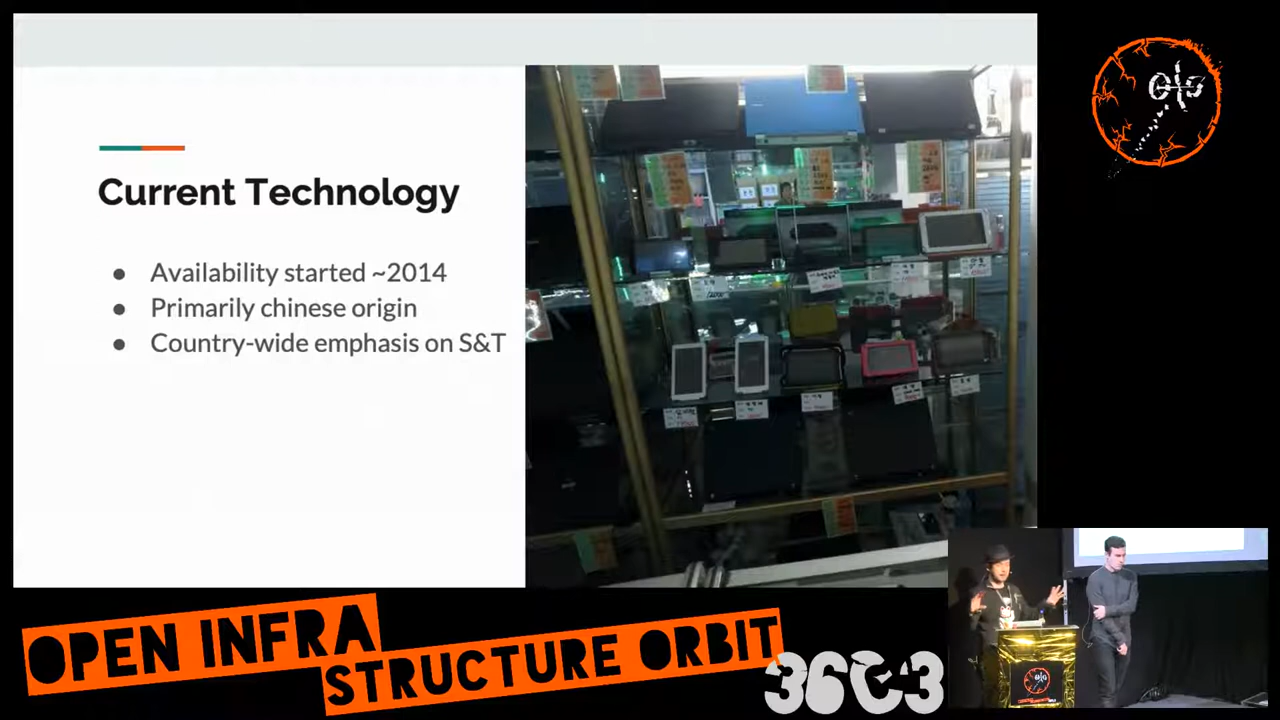 Current Technology
● Availability started ~2014
● Primarily chinese origin
● Country-wide emphasis on S&T
OPEN INFRA
STRUCTURE ORBIT
36C3